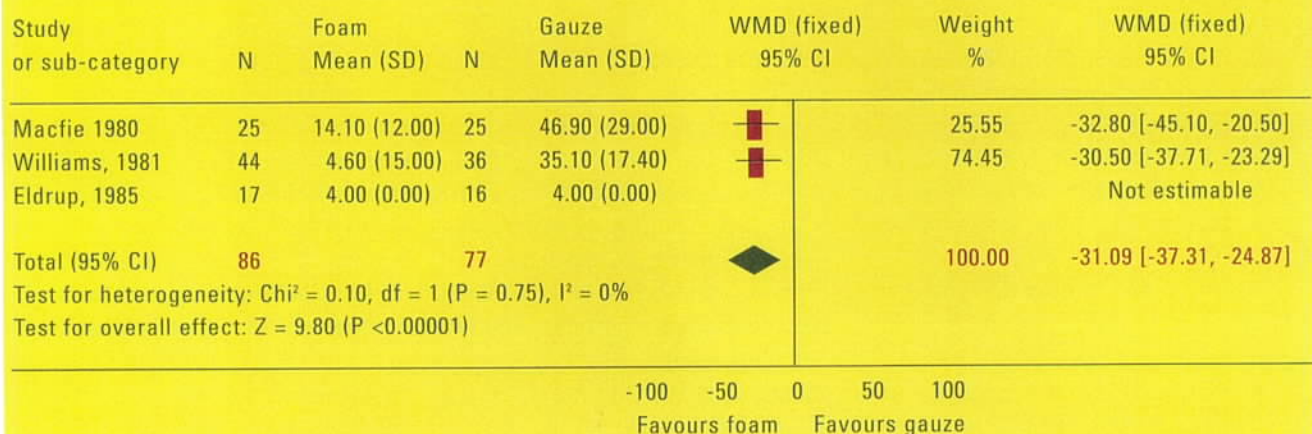 Study Foam Gauze WMD (fixed) Weight WMD (fixed)
or sub-category N Mean (SD) N Mean (SD) 95% CI % 95% CI
Macfie 1980 25 14.10 (12.00) 25 46.90 (29.00) 25.55 -32.80 [-45.10, -20.50]
Williams, 1981 44 4.60 (15.00) 36 35.10 (17.40) 74.45 -30.50 [-37.71, -23.29]
Eldrup, 1985 17 4.00 (0.00) 16 4.00 (0.00) Not estimable
Total (95% CI) 86 77 100.00 -31.09 [-37.31, -24.87]
Test for heterogeneity: Chi² = 0.10, df = 1 (P = 0.75), I² = 0%
Test for overall effect: Z = 9.80 (P <0.00001)
-100 -50 0 50 100
Favours foam Favours gauze